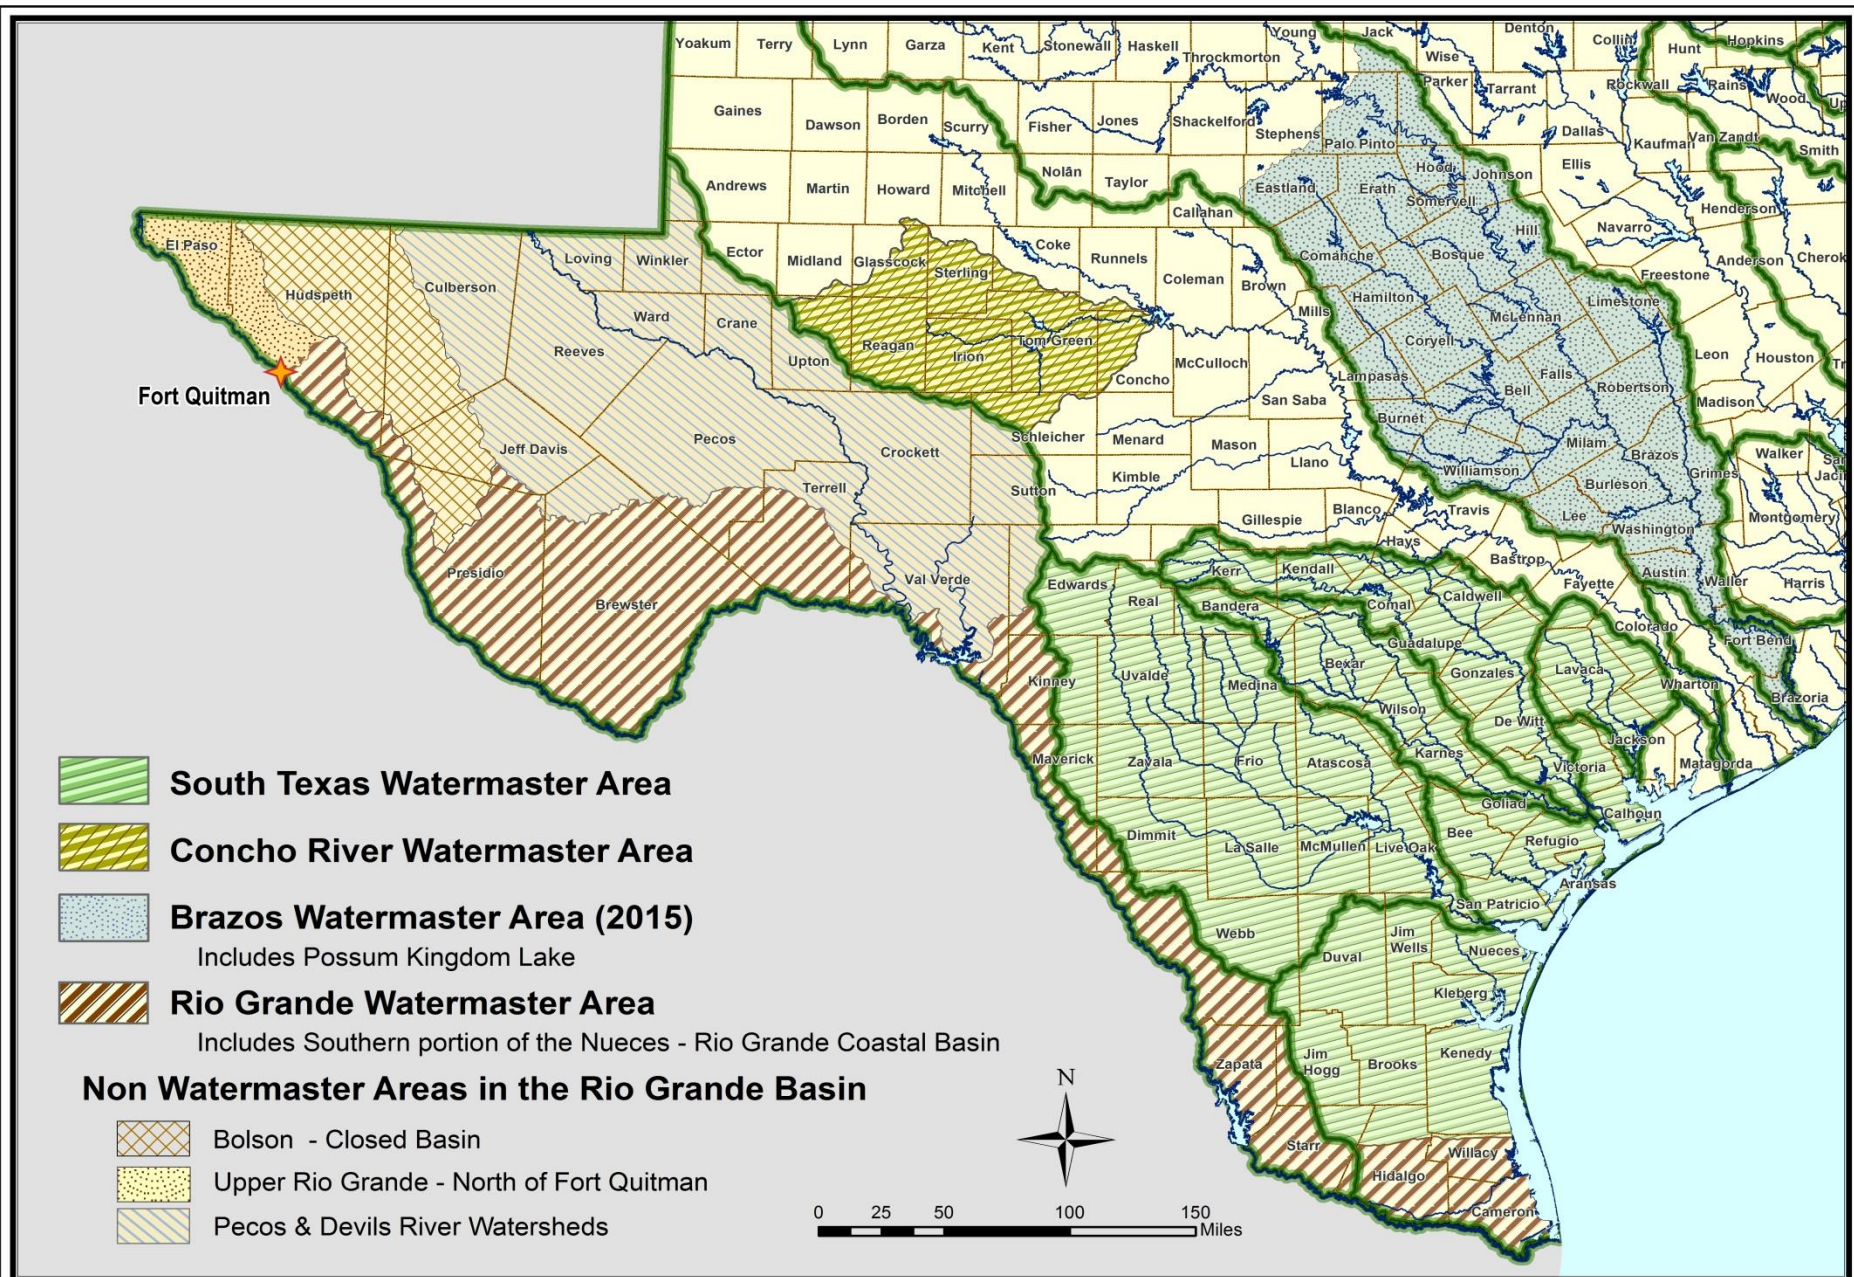 Yoakum Terry Lynn Garza Kent Stonewall Haskell Throckmorton Young Jack Wise Denton Collin Hunt Hopkins
Gaines Dawson Borden Scurry Fisher Jones Shackelford Stephens Palo Pinto Parker Tarrant Dallas Rockwall Kaufman Rains Wood Van Zandt Smith
Andrews Martin Howard Mitchell Nolan Taylor Callahan Eastland Erath Hood Somervell Johnson Ellis Hill Navarro Henderson
El Paso Hudspeth Culberson Loving Winkler Ector Midland Glasscock Sterling Coke Runnels Coleman Brown Comanche Bosque Freestone Anderson
Reeves Ward Crane Upton Reagan Irion Tom Green Concho McCulloch Mills Hamilton McLennan Limestone Coryell Falls Leon Houston
Fort Quitman
Jeff Davis Pecos Crockett Schleicher Menard Mason San Saba Lampasas Burnet Bell Robertson Madison
Terrell Sutton Kimble Llano Williamson Milam Brazos Burleson Grimes Walker
Gillespie Blanco Travis Lee Washington Montgomery
Presidio Brewster Val Verde Edwards Real Kerr Kendall Hays Bastrop Fayette Austin Waller Harris
Bandera Comal Caldwell Guadalupe Colorado Fort Bend
Kinney Uvalde Medina Bexar Gonzales Lavaca Wharton Brazoria
Wilson De Witt Jackson Matagorda
Maverick Zavala Frio Atascosa Karnes Victoria Goliad Calhoun
Dimmit La Salle McMullen Live Oak Bee Refugio Aransas
San Patricio
Webb Duval Jim Wells Nueces
Kleberg
Zapata Jim Hogg Brooks Kenedy
Starr Hidalgo Willacy
Cameron
South Texas Watermaster Area
Concho River Watermaster Area
Brazos Watermaster Area (2015)
Includes Possum Kingdom Lake
Rio Grande Watermaster Area
Includes Southern portion of the Nueces - Rio Grande Coastal Basin
Non Watermaster Areas in the Rio Grande Basin
Bolson - Closed Basin
Upper Rio Grande - North of Fort Quitman
Pecos & Devils River Watersheds
N
0 25 50 100 150
Miles